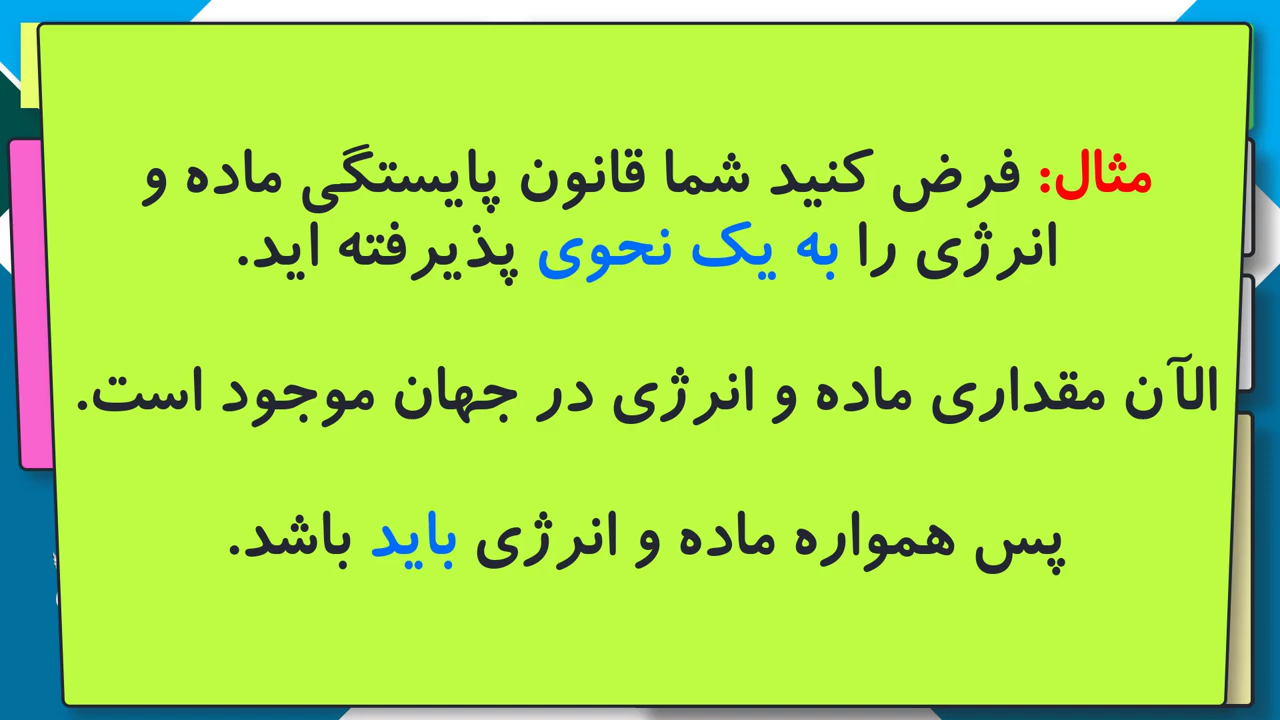 مثال: فرض کنید شما قانون پایستگی ماده و
انرژی را به یک نحوی پذیرفته اید.
الآن مقداری ماده و انرژی در جهان موجود است.
پس همواره ماده و انرژی باید باشد.